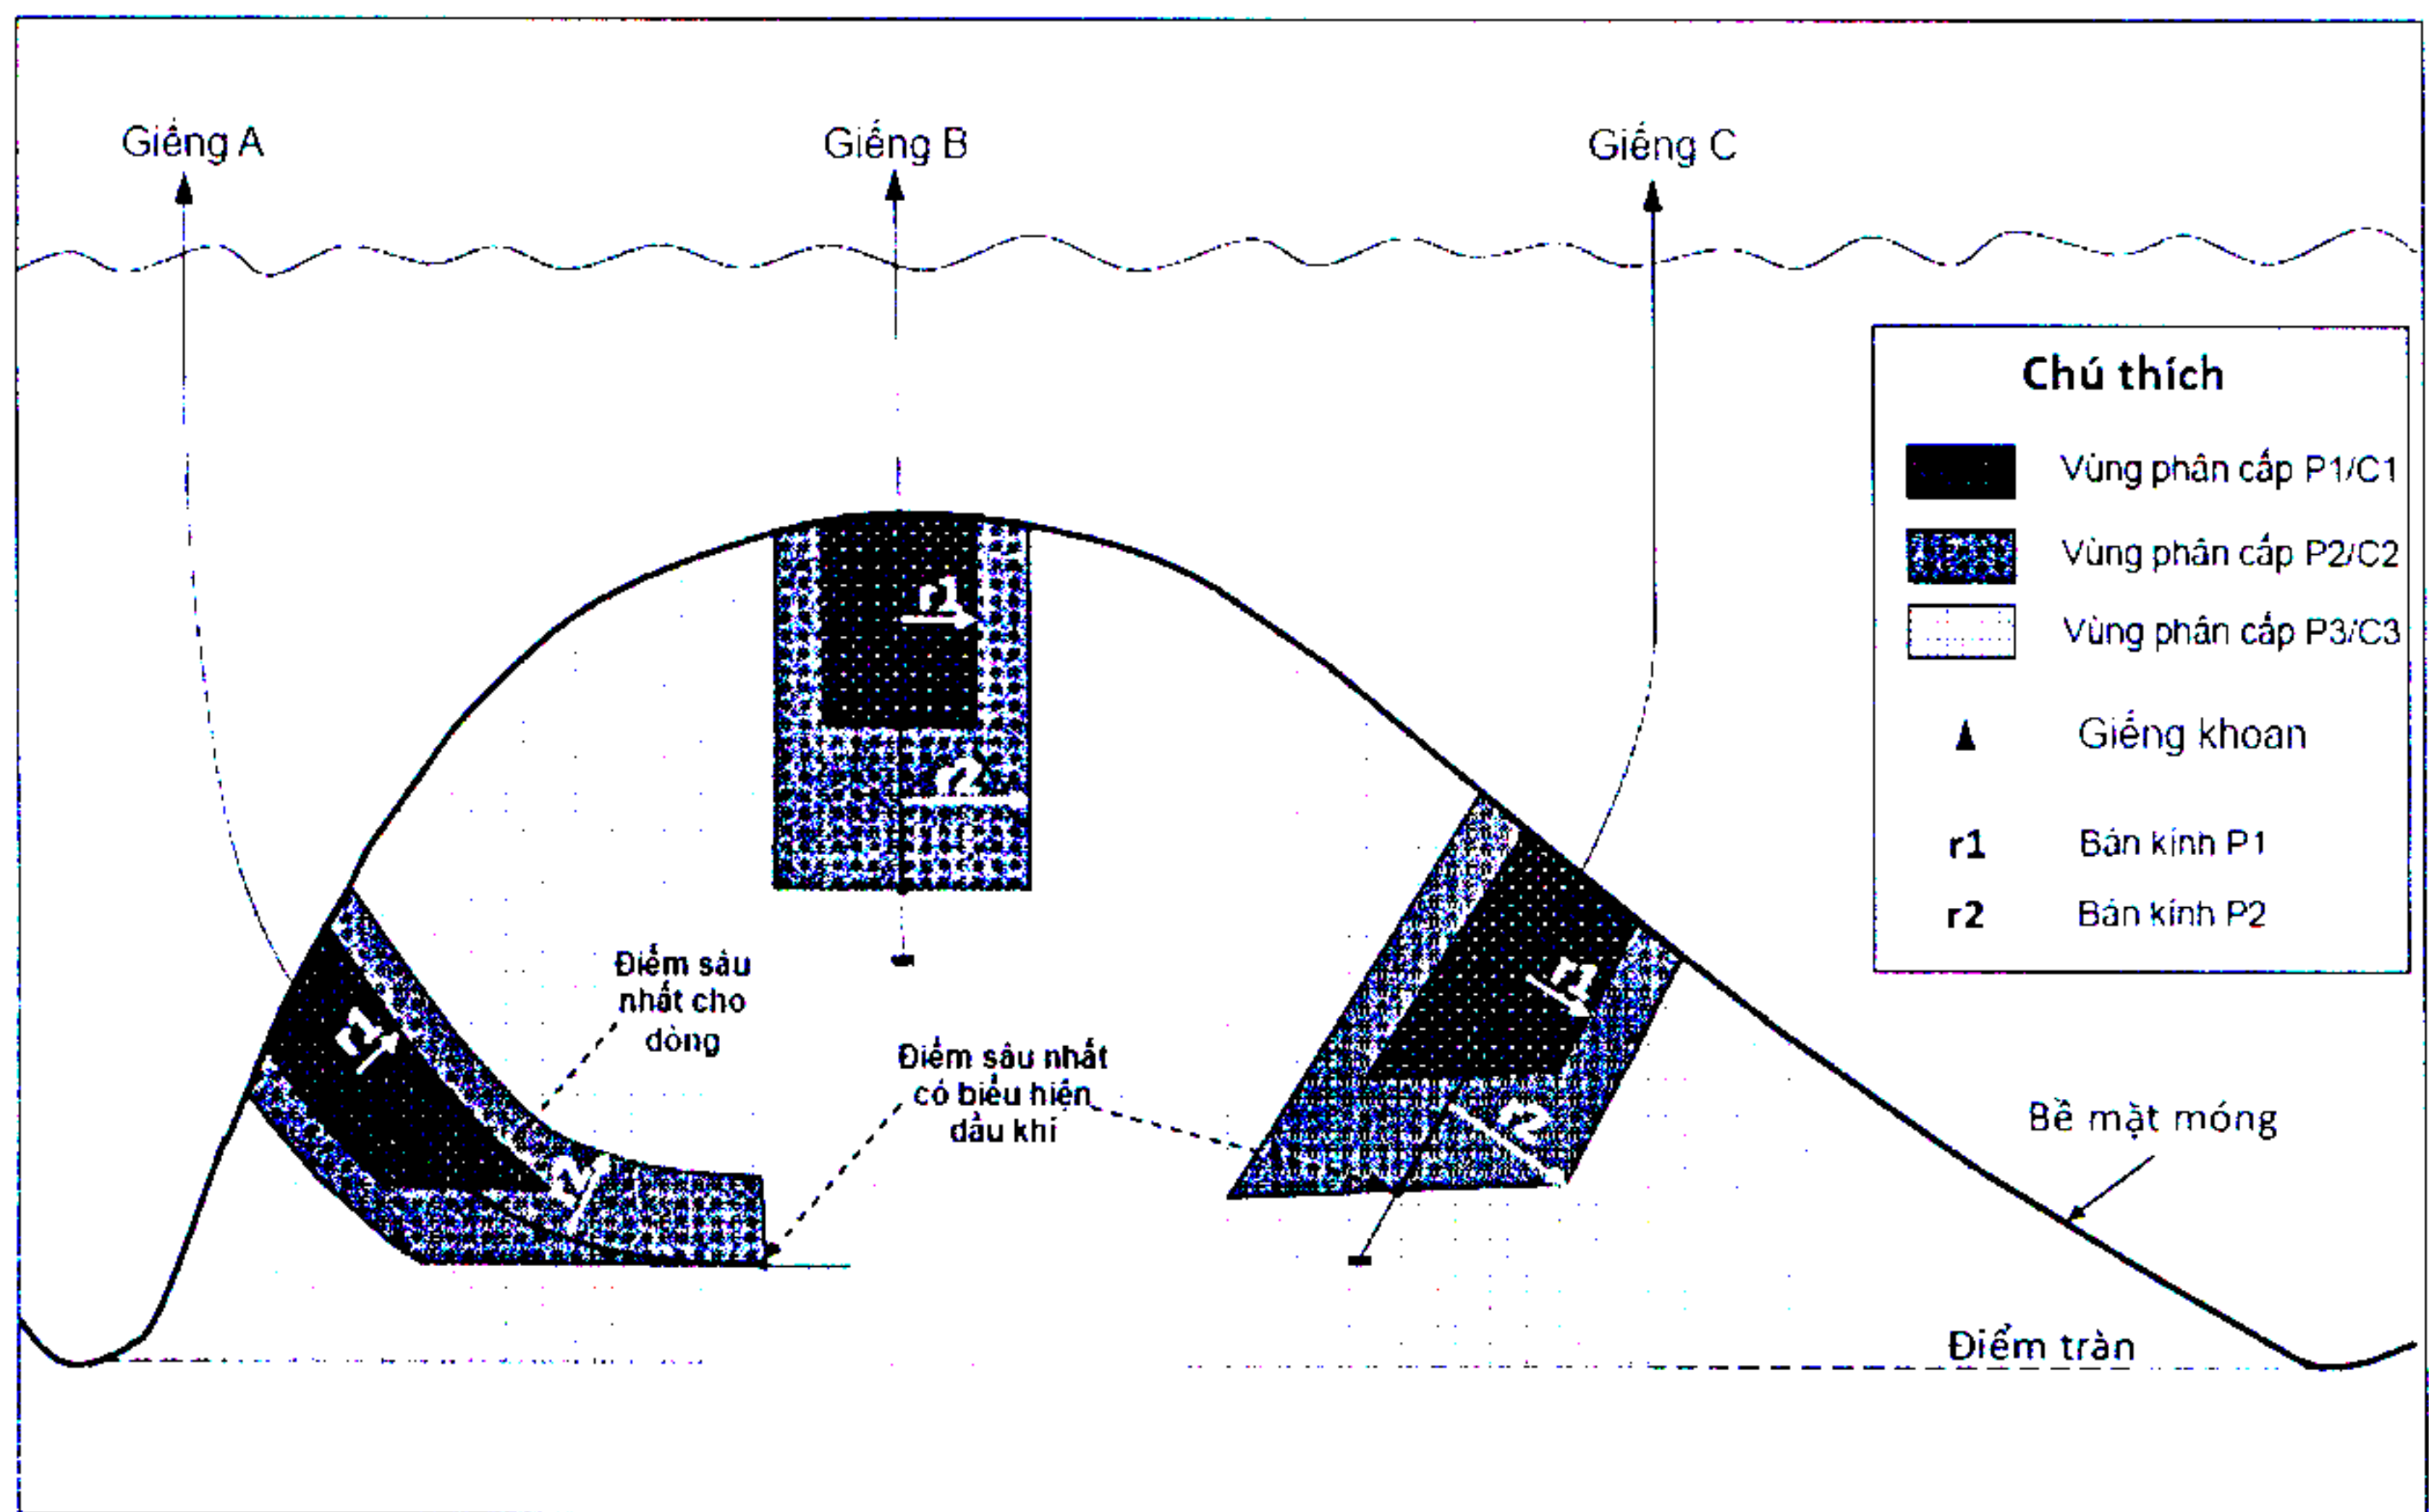 Giếng A
Giếng B
Giếng C
Chú thích
Vùng phân cấp P1/C1
Vùng phân cấp P2/C2
Vùng phân cấp P3/C3
Giếng khoan
r1 Bán kính P1
r2 Bán kính P2
r1
r2
Điểm sâu
nhất cho
dòng
Điểm sâu nhất
có biểu hiện
dầu khí
r1
r2
r1
r2
Bề mặt móng
Điểm tràn